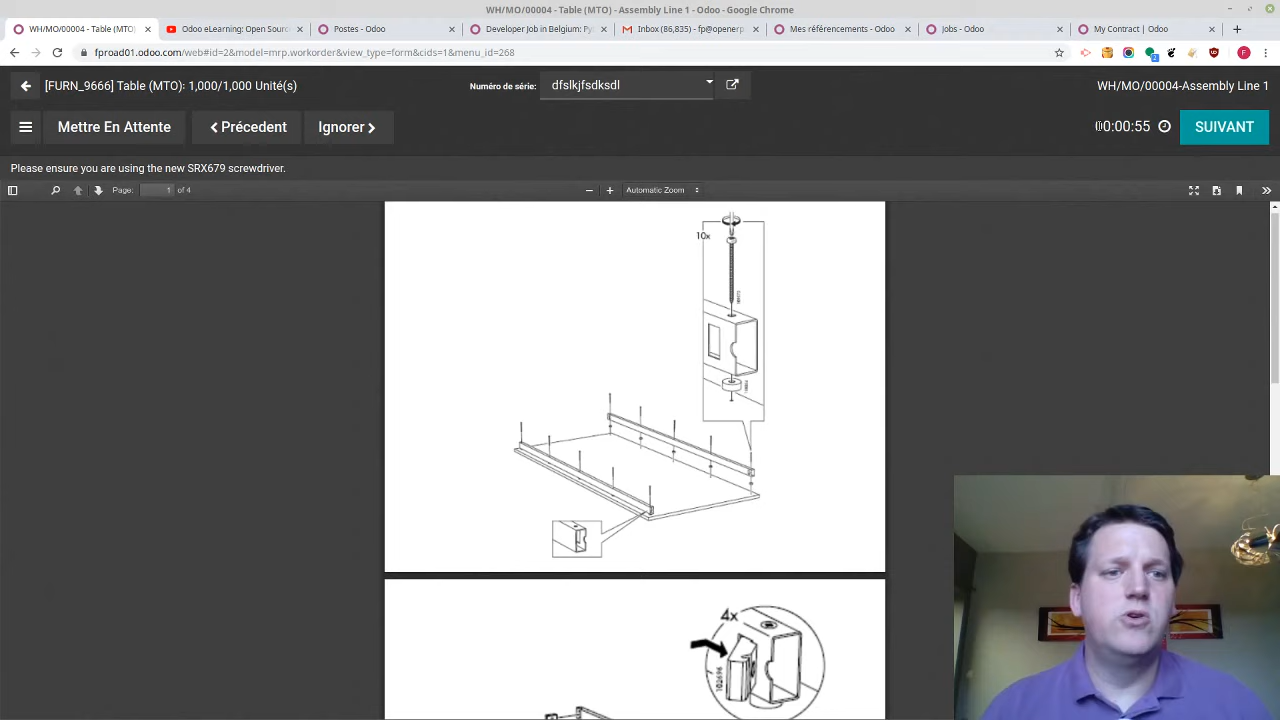 WH/MO/00004 - Table (MTO) - Assembly Line 1 - Odoo - Google Chrome
WH/MO/00004 - Table (MTO)
Odoo eLearning: Open Sourc
Postes - Odoo
Developer Job in Belgium: Py
Inbox (86,835) - fp@openerp
Mes références - Odoo
Jobs - Odoo
My Contract | Odoo
fproad01.odoo.com/web#id=2&model=mrp.workorder&view_type=form&cids=1&menu_id=268
[FURN_9666] Table (MTO): 1,000/1,000 Unité(s)
Numéro de série:
dfslkjfsdksdl
WH/MO/00004-Assembly Line 1
Mettre En Attente
Précedent
Ignorer
00:00:55
SUIVANT
Please ensure you are using the new SRX679 screwdriver.
Page: 1 of 4
Automatic Zoom
10x
4x
102696